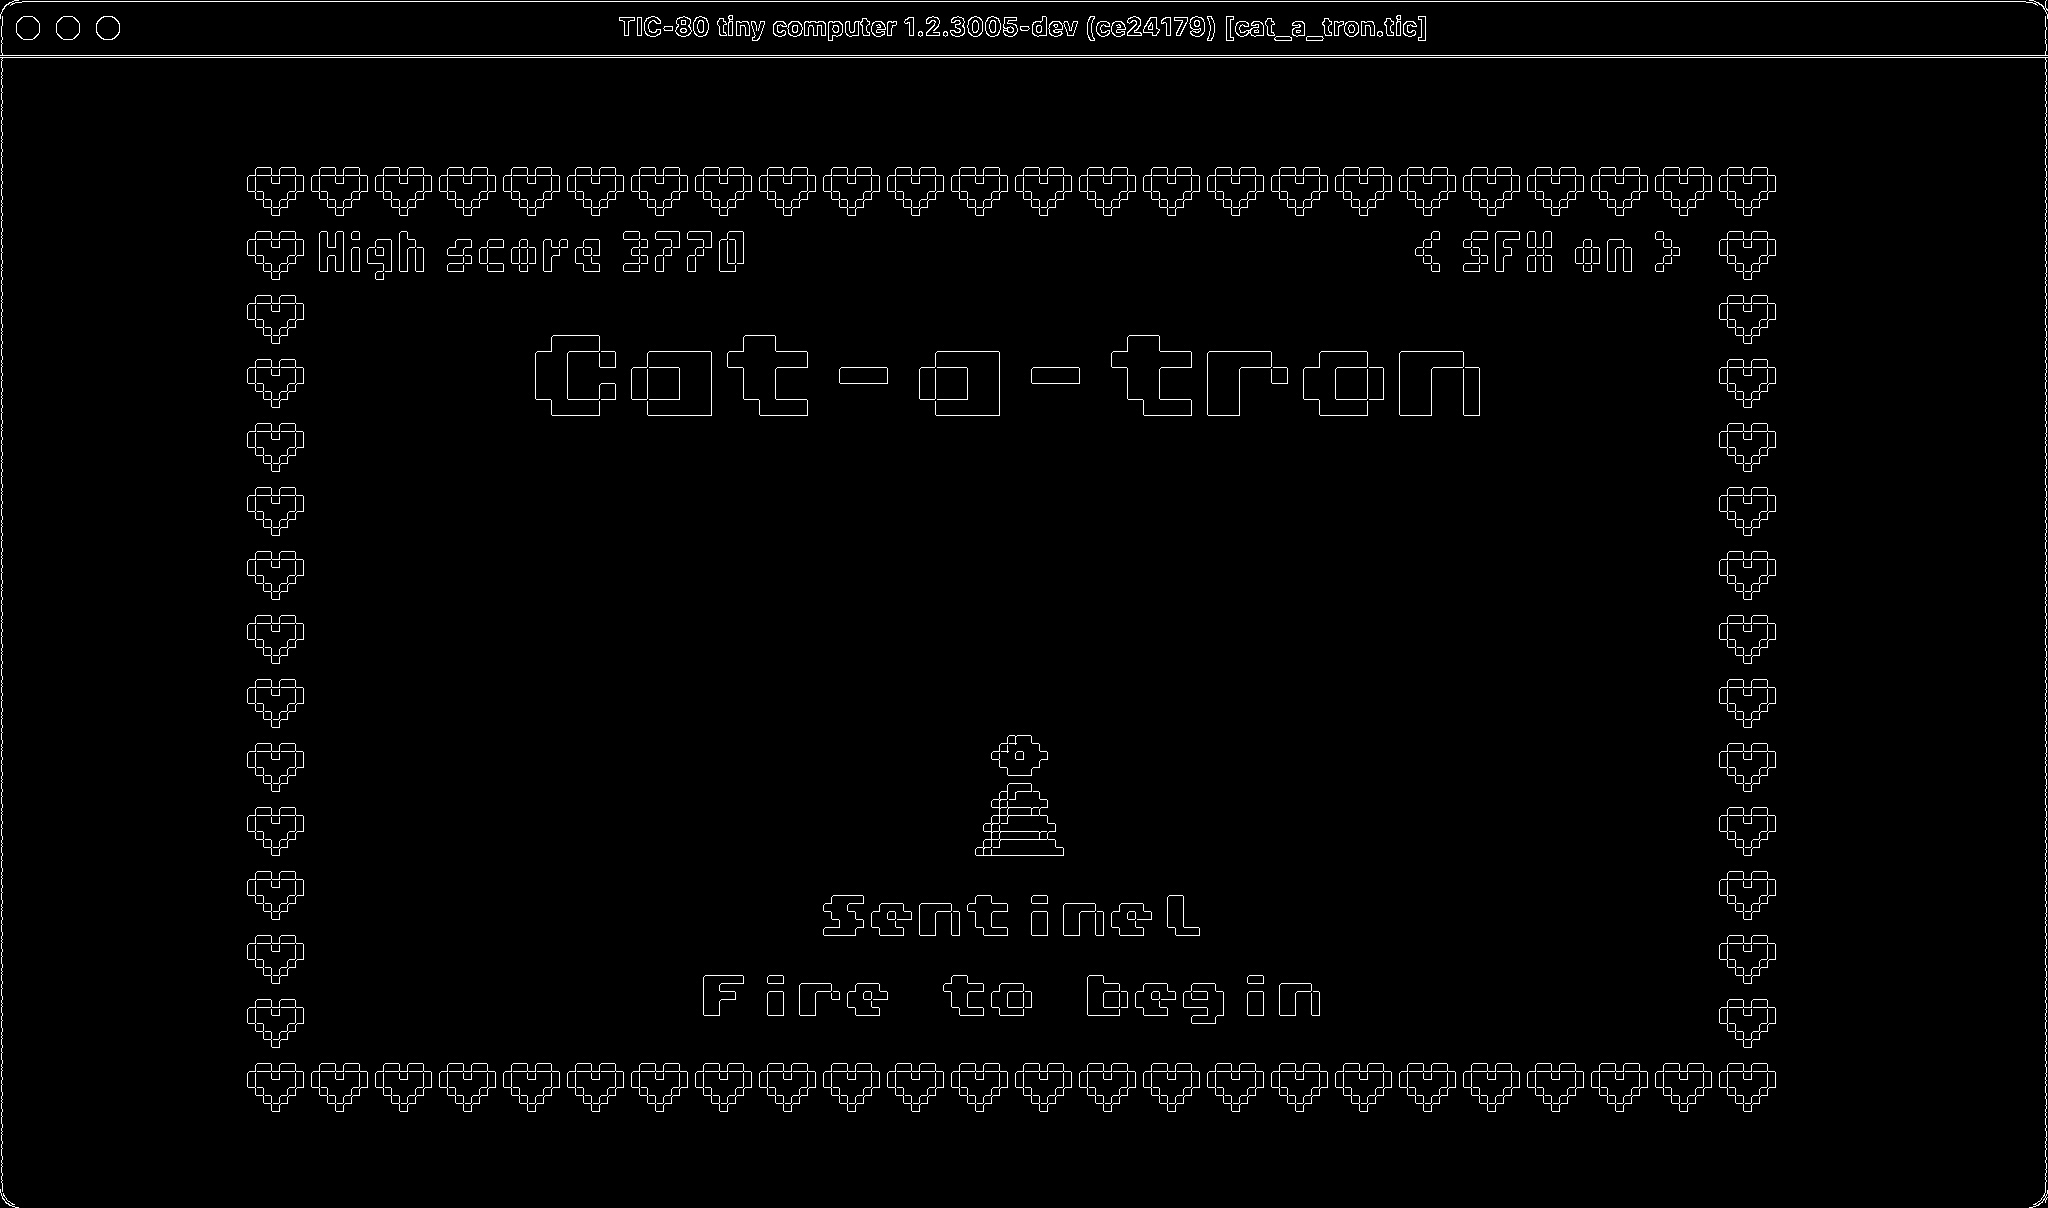 TIC-80 tiny computer 1.2.3005-dev (ce24179) [cat_a_tron.tic]
High score 3770
< SFX on >
Cat-a-tron
Sentinel
Fire to begin